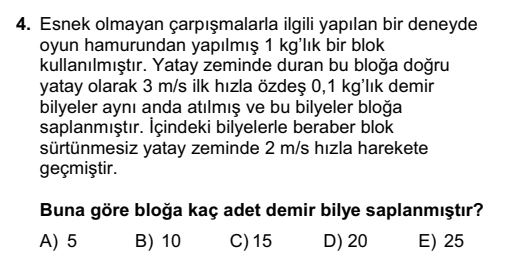 4. Esnek olmayan çarpışmalarla ilgili yapılan bir deneyde
oyun hamurundan yapılmış 1 kg'lık bir blok
kullanılmıştır. Yatay zeminde duran bu bloğa doğru
yatay olarak 3 m/s ilk hızla özdeş 0,1 kg'lık demir
bilyeler aynı anda atılmış ve bu bilyeler bloğa
saplanmıştır. İçindeki bilyelerle beraber blok
sürtünmesiz yatay zeminde 2 m/s hızla harekete
geçmiştir.
Buna göre bloğa kaç adet demir bilye saplanmıştır?
A) 5 B) 10 C) 15 D) 20 E) 25